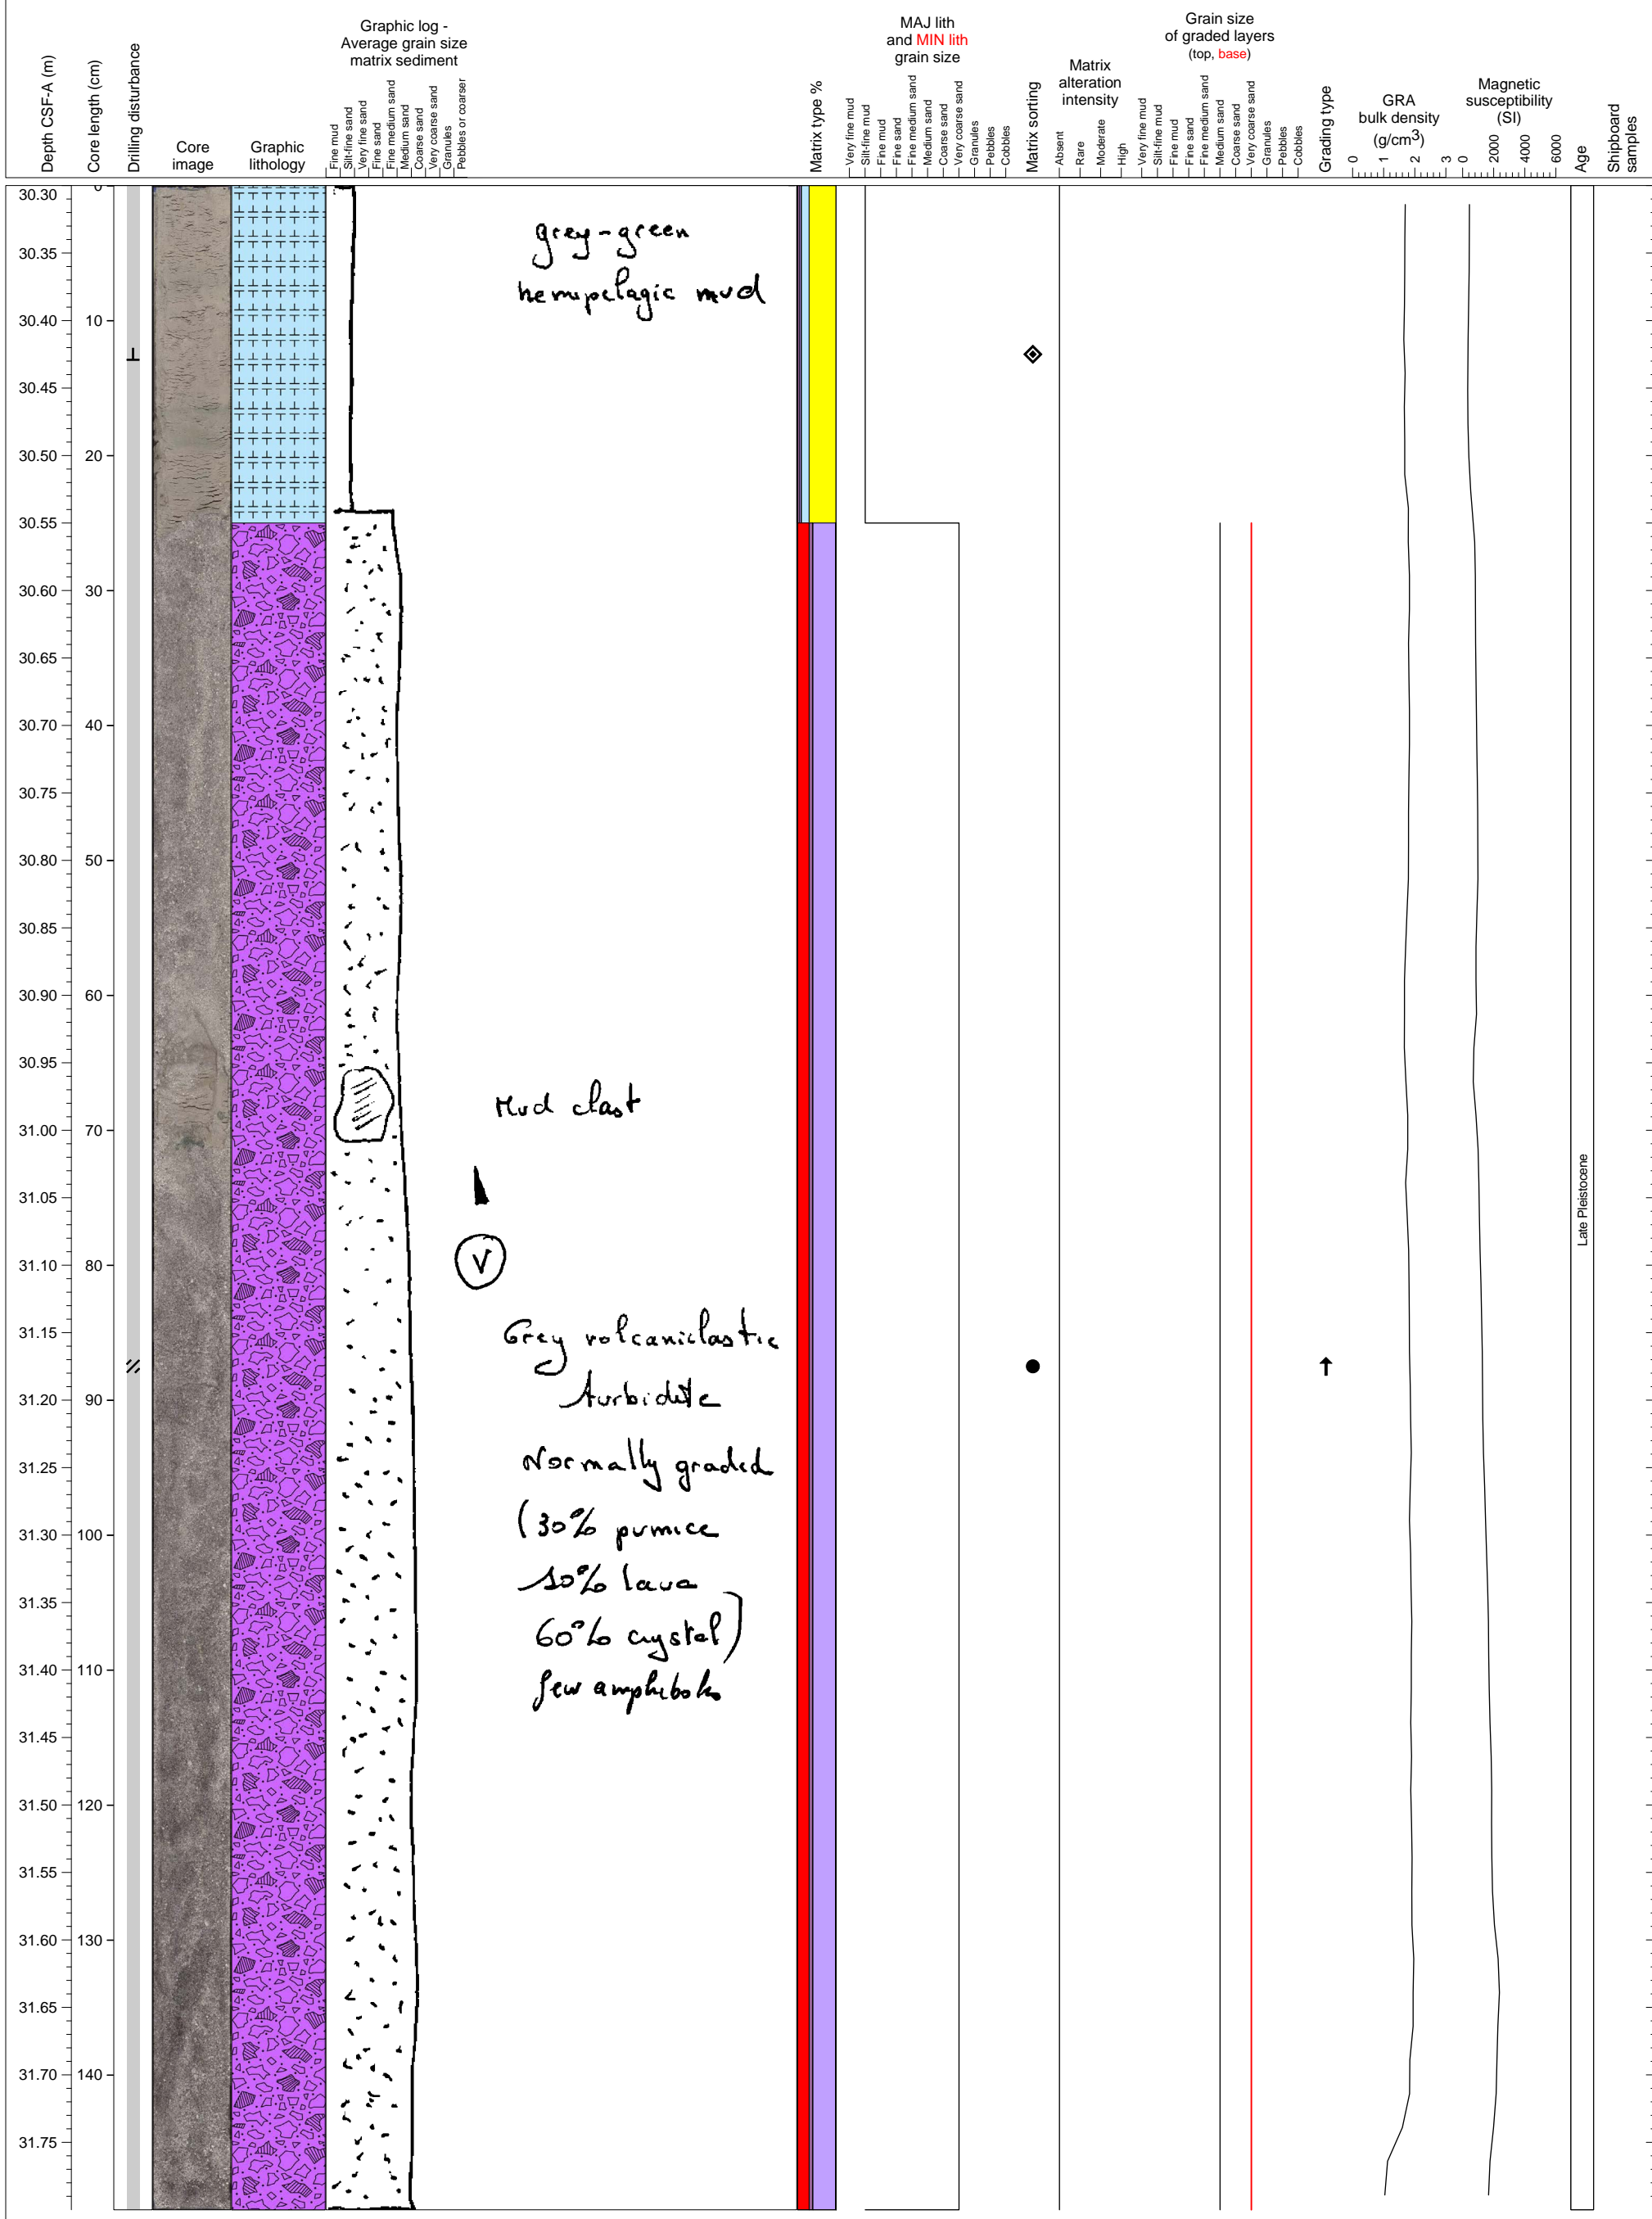 Graphic log -
Average grain size
matrix sediment
MAJ lith
and MIN lith
grain size
Grain size
of graded layers
(top, base)
Matrix
alteration
intensity
GRA
bulk density
(g/cm3)
Magnetic
susceptibility
(SI)
Depth CSF-A (m)
Core length (cm)
Drilling disturbance
Core
image
Graphic
lithology
Fine mud
Silt-fine sand
Very fine sand
Fine sand
Fine medium sand
Medium sand
Coarse sand
Very coarse sand
Granules
Pebbles or coarser
Matrix type %
Very fine mud
Silt-fine mud
Fine mud
Fine sand
Fine medium sand
Medium sand
Coarse sand
Very coarse sand
Granules
Pebbles
Cobbles
Matrix sorting
Absent
Rare
Moderate
High
Very fine mud
Silt-fine mud
Fine mud
Fine sand
Fine medium sand
Medium sand
Coarse sand
Very coarse sand
Granules
Pebbles
Cobbles
Grading type
0 1 2 3
0 2000 4000 6000
Age
Shipboard
samples
30.30 0
grey-green
30.35
hemipelagic mud
30.40 10
30.45
30.50 20
30.55
30.60 30
30.65
30.70 40
30.75
30.80 50
30.85
30.90 60
30.95
Mud clast
31.00 70
31.05
Late Pleistocene
31.10 80
V
31.15
Grey volcaniclastic
turbidite
31.20 90
Normally graded
31.25
(30% pumice
31.30 100
10% lava
31.35
60% crystal)
31.40 110
few amphibols
31.45
31.50 120
31.55
31.60 130
31.65
31.70 140
31.75